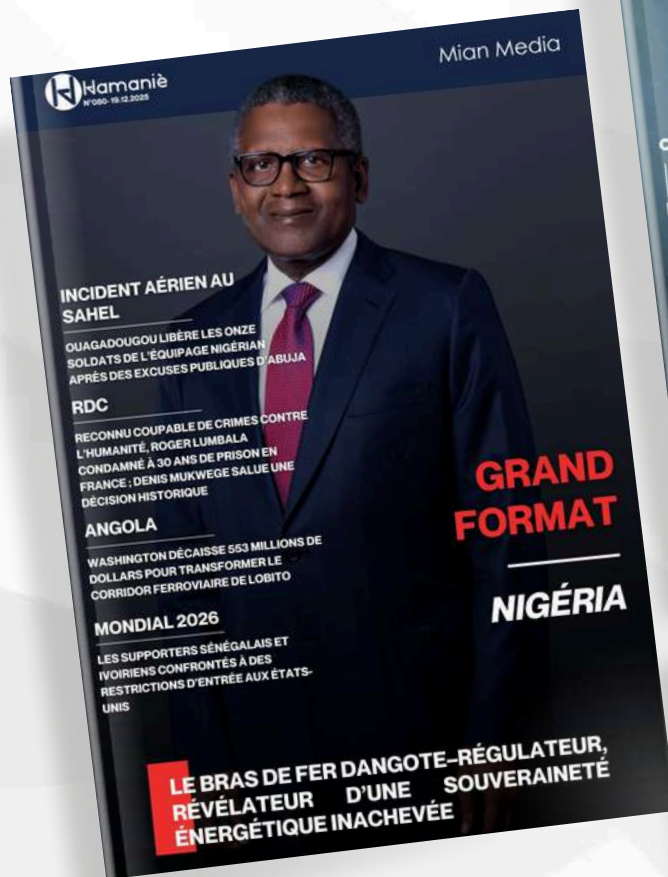 Hamaniè
N°080- 19.12.2025
Mian Media
INCIDENT AÉRIEN AU
SAHEL
OUAGADOUGOU LIBÈRE LES ONZE
SOLDATS DE L'ÉQUIPAGE NIGÉRIAN
APRÈS DES EXCUSES PUBLIQUES D'ABUJA
RDC
RECONNU COUPABLE DE CRIMES CONTRE
L'HUMANITÉ, ROGER LUMBALA
CONDAMNÉ À 30 ANS DE PRISON EN
FRANCE ; DENIS MUKWEGE SALUE UNE
DÉCISION HISTORIQUE
ANGOLA
WASHINGTON DÉCAISSE 553 MILLIONS DE
DOLLARS POUR TRANSFORMER LE
CORRIDOR FERROVIAIRE DE LOBITO
MONDIAL 2026
LES SUPPORTERS SÉNÉGALAIS ET
IVOIRIENS CONFRONTÉS À DES
RESTRICTIONS D'ENTRÉE AUX ÉTATS-
UNIS
GRAND
FORMAT
NIGÉRIA
LE BRAS DE FER DANGOTE–RÉGULATEUR,
RÉVÉLATEUR D'UNE SOUVERAINETÉ
ÉNERGÉTIQUE INACHEVÉE